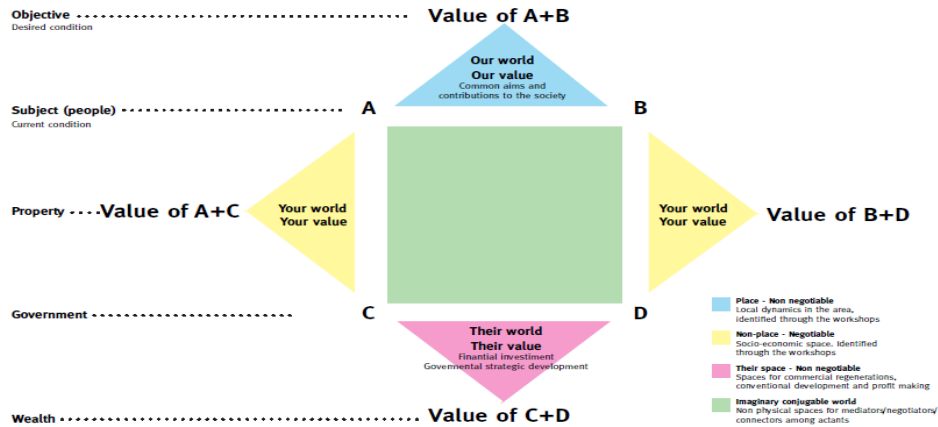 Objective
Desired condition
Value of A+B
Our world
Our value
Common aims and
contributions to the society
Subject (people)
Current condition
A
B
Property
Value of A+C
Your world
Your value
Your world
Your value
Value of B+D
Government
C
D
Their world
Their value
Finantial investment
Govermental strategic development
Wealth
Value of C+D
Place - Non negotiable
Local dynamics in the area,
identified through the workshops
Non-place - Negotiable
Socio-economic space. Identified
through the workshops
Their space - Non negotiable
Spaces for commercial regenerations,
conventional development and profit making
Imaginary conjugable world
Non physical spaces for mediators/negotiators/
connectors among actants